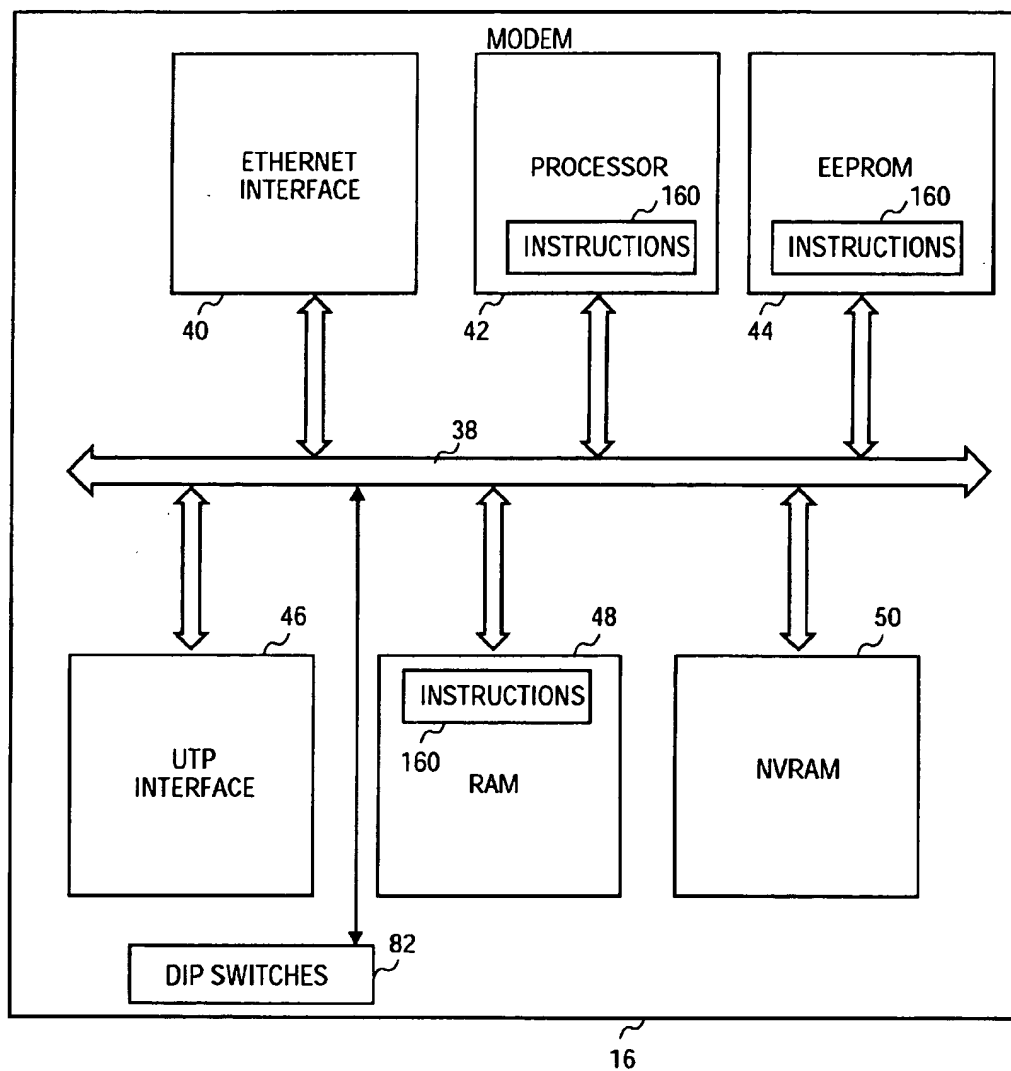 MODEM
ETHERNET
INTERFACE
PROCESSOR
160
INSTRUCTIONS
EEPROM
160
INSTRUCTIONS
40
42
44
38
46
48
50
UTP
INTERFACE
INSTRUCTIONS
160
RAM
NVRAM
DIP SWITCHES
82
16